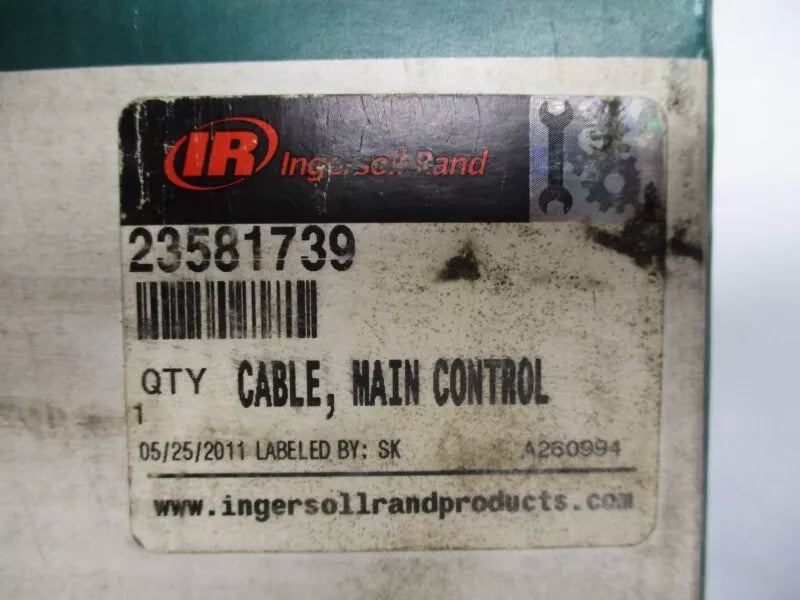 IR Ingersoll Rand
23581739
QTY CABLE, MAIN CONTROL
1
05/25/2011 LABELED BY: SK A260994
www.ingersollrandproducts.com